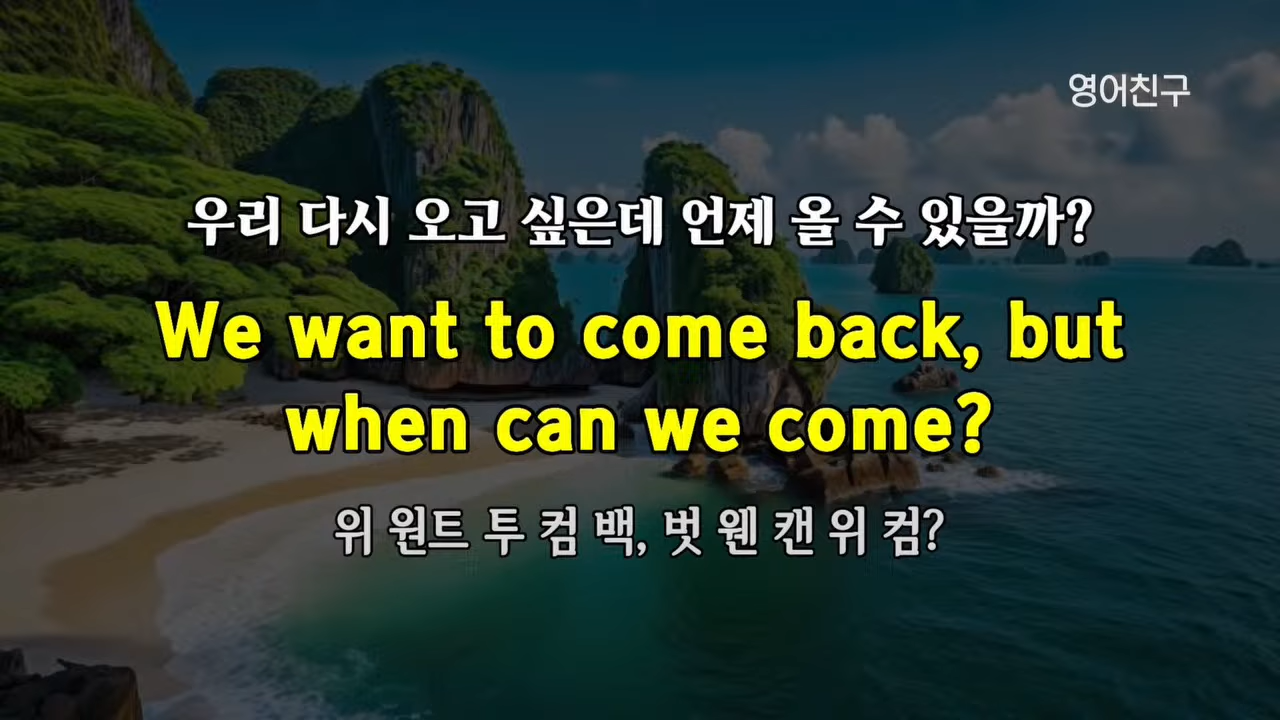 영어친구
우리 다시 오고 싶은데 언제 올 수 있을까?
We want to come back, but
when can we come?
위 원트 투 컴 백, 벗 웬 캔 위 컴?